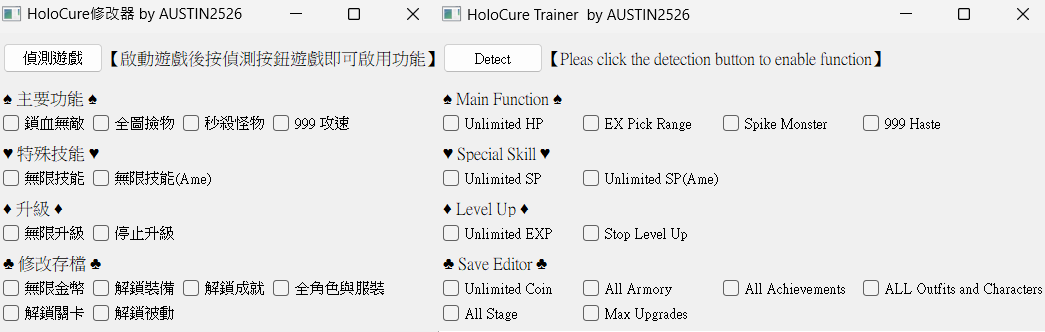 HoloCure修改器 by AUSTIN2526
偵測遊戲 【啟動遊戲後按偵測按鈕遊戲即可啟用功能】
♠ 主要功能 ♠
鎖血無敵 全圖撿物 秒殺怪物 999 攻速
♥ 特殊技能 ♥
無限技能 無限技能(Ame)
♦ 升級 ♦
無限升級 停止升級
♣ 修改存檔 ♣
無限金幣 解鎖裝備 解鎖成就 全角色與服裝
解鎖關卡 解鎖被動
HoloCure Trainer by AUSTIN2526
Detect 【Pleas click the detection button to enable function】
♠ Main Function ♠
Unlimited HP EX Pick Range Spike Monster 999 Haste
♥ Special Skill ♥
Unlimited SP Unlimited SP(Ame)
♦ Level Up ♦
Unlimited EXP Stop Level Up
♣ Save Editor ♣
Unlimited Coin All Armory All Achievements ALL Outfits and Characters
All Stage Max Upgrades